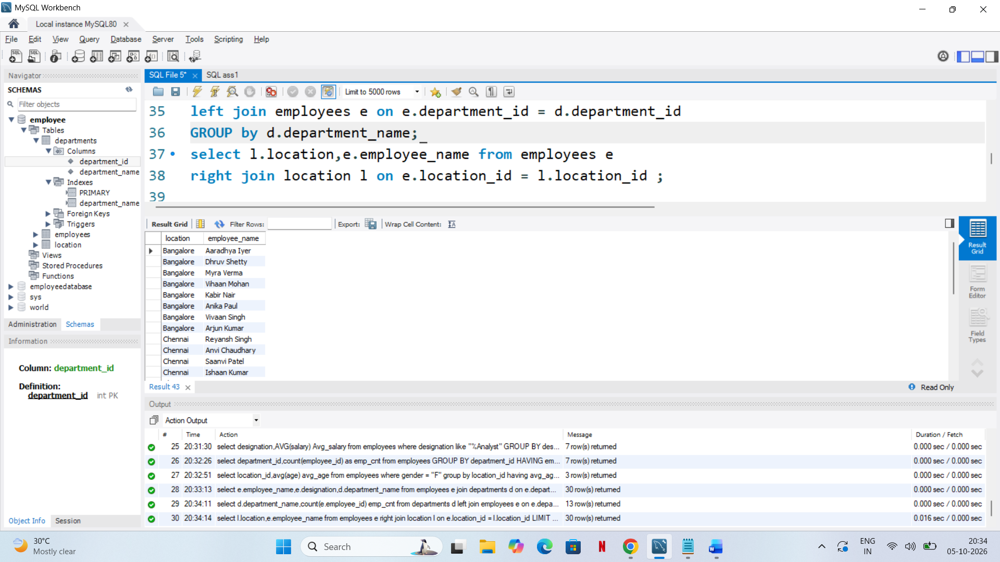 MySQL Workbench
Local instance MySQL80
File Edit View Query Database Server Tools Scripting Help
Navigator
SCHEMAS
Filter objects
employee
Tables
departments
Columns
department_id
department_name
Indexes
PRIMARY
department_name
Foreign Keys
Triggers
employees
location
Views
Stored Procedures
Functions
employeedatabase
sys
world
Administration Schemas
Information
Column: department_id
Definition:
department_id int PK
Object Info Session
SQL File 5* SQL ass1
Limit to 5000 rows
35 left join employees e on e.department_id = d.department_id
36 GROUP by d.department_name;
37 select l.location,e.employee_name from employees e
38 right join location l on e.location_id = l.location_id ;
39
Result Grid Filter Rows: Export: Wrap Cell Content:
location employee_name
Bangalore Aaradhya Iyer
Bangalore Dhruv Shetty
Bangalore Myra Verma
Bangalore Vihaan Mohan
Bangalore Kabir Nair
Bangalore Anika Paul
Bangalore Vivaan Singh
Bangalore Arjun Kumar
Chennai Reyansh Singh
Chennai Anvi Chaudhary
Chennai Saanvi Patel
Chennai Ishaan Kumar
Result
Grid
Form
Editor
Field
Types
Result 43
Read Only
Output
Action Output
# Time Action Message Duration / Fetch
25 20:31:30 select designation,AVG(salary) Avg_salary from employees where designation like "%Analyst" GROUP BY des... 7 row(s) returned 0.000 sec / 0.000 sec
26 20:32:26 select department_id,count(employee_id) as emp_cnt from employees GROUP BY department_id HAVING em... 7 row(s) returned 0.000 sec / 0.000 sec
27 20:32:51 select location_id,avg(age) avg_age from employees where gender = "F" group by location_id having avg_ag... 3 row(s) returned 0.000 sec / 0.000 sec
28 20:33:13 select e.employee_name,e.designation,d.department_name from employees e join departments d on e.depart... 30 row(s) returned 0.000 sec / 0.000 sec
29 20:34:11 select d.department_name,count(e.employee_id) emp_cnt from departments d left join employees e on e.depa... 13 row(s) returned 0.000 sec / 0.000 sec
30 20:34:14 select l.location,e.employee_name from employees e right join location l on e.location_id = l.location_id LIMIT ... 30 row(s) returned 0.016 sec / 0.000 sec
30°C
Mostly clear
Search
ENG
IN
20:34
05-10-2026